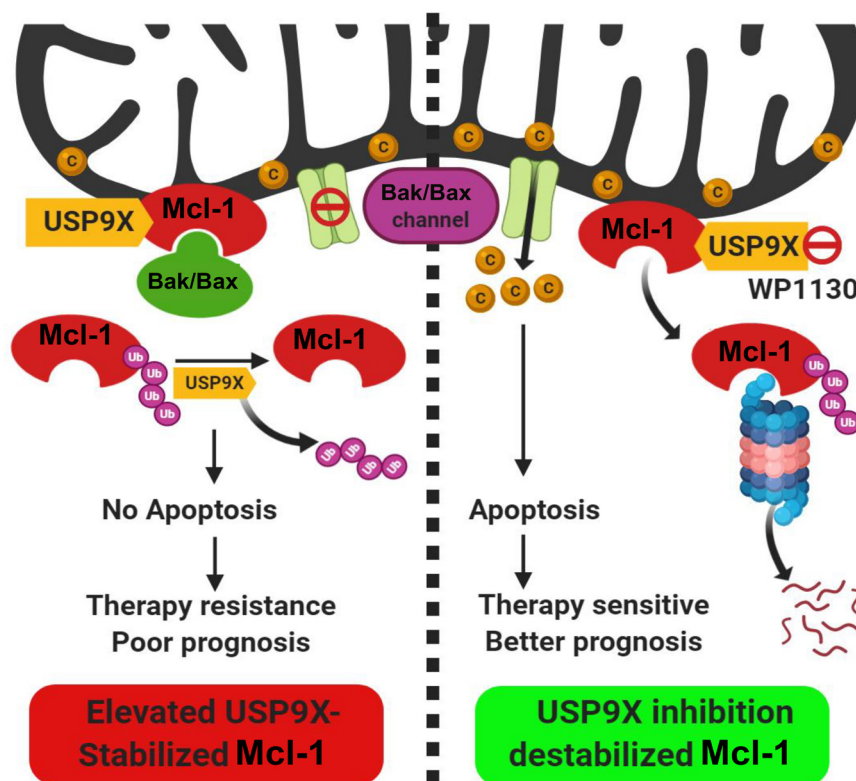 C
C
C
C
C
C
C
C
USP9X
Mcl-1
Bak/Bax
Bak/Bax
channel
Mcl-1
USP9X
WP1130
C
C
C
C
Mcl-1
Ub
Ub
Ub
Ub
USP9X
Mcl-1
Ub
Ub
Ub
Ub
Mcl-1
Ub
Ub
Ub
Ub
No Apoptosis
Therapy resistance
Poor prognosis
Apoptosis
Therapy sensitive
Better prognosis
Elevated USP9X-
Stabilized Mcl-1
USP9X inhibition
destabilized Mcl-1